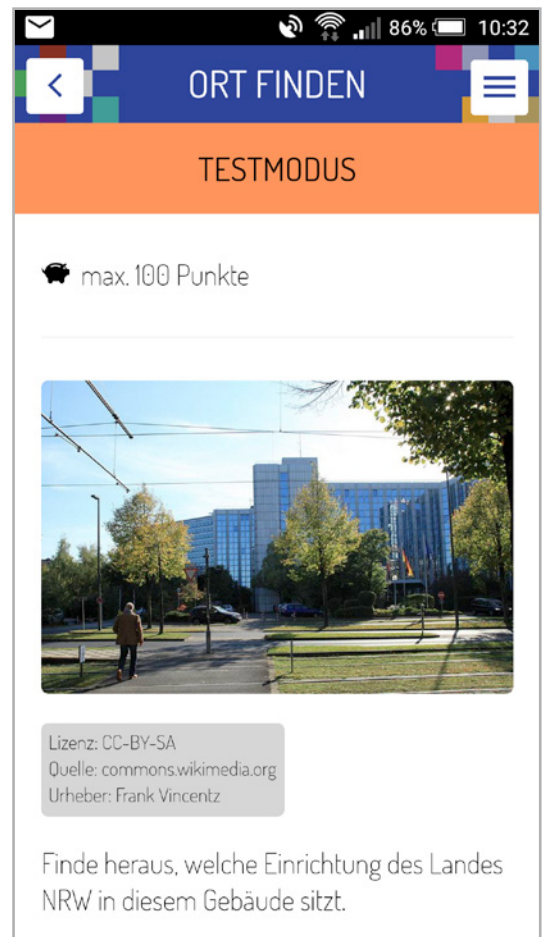 86% 10:32
ORT FINDEN
TESTMODUS
max. 100 Punkte
Lizenz: CC-BY-SA
Quelle: commons.wikimedia.org
Urheber: Frank Vincentz
Finde heraus, welche Einrichtung des Landes
NRW in diesem Gebäude sitzt.